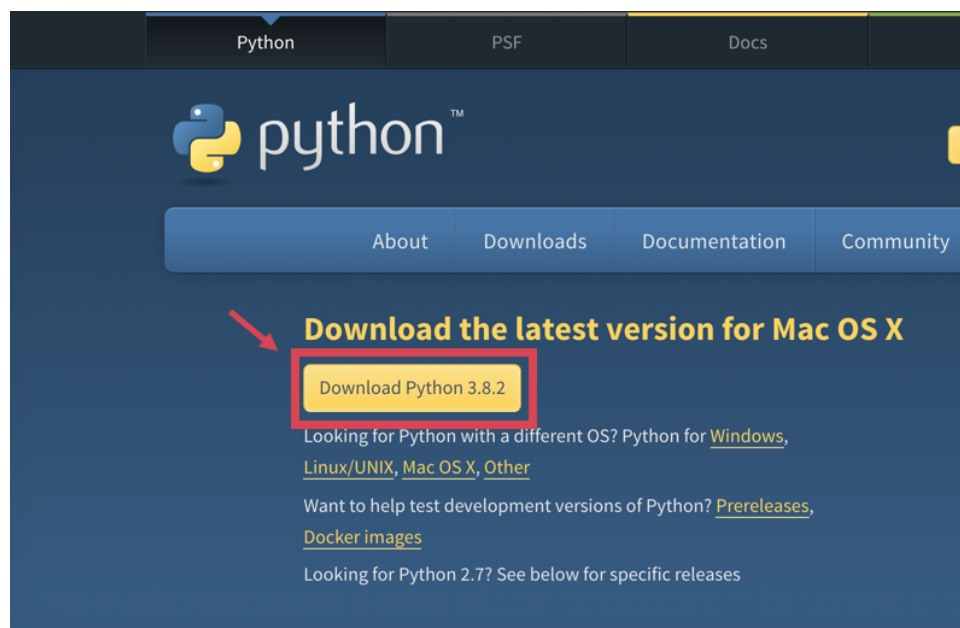 Python PSF Docs
python™
About Downloads Documentation Community
Download the latest version for Mac OS X
Download Python 3.8.2
Looking for Python with a different OS? Python for Windows,
Linux/UNIX, Mac OS X, Other
Want to help test development versions of Python? Prereleases,
Docker images
Looking for Python 2.7? See below for specific releases